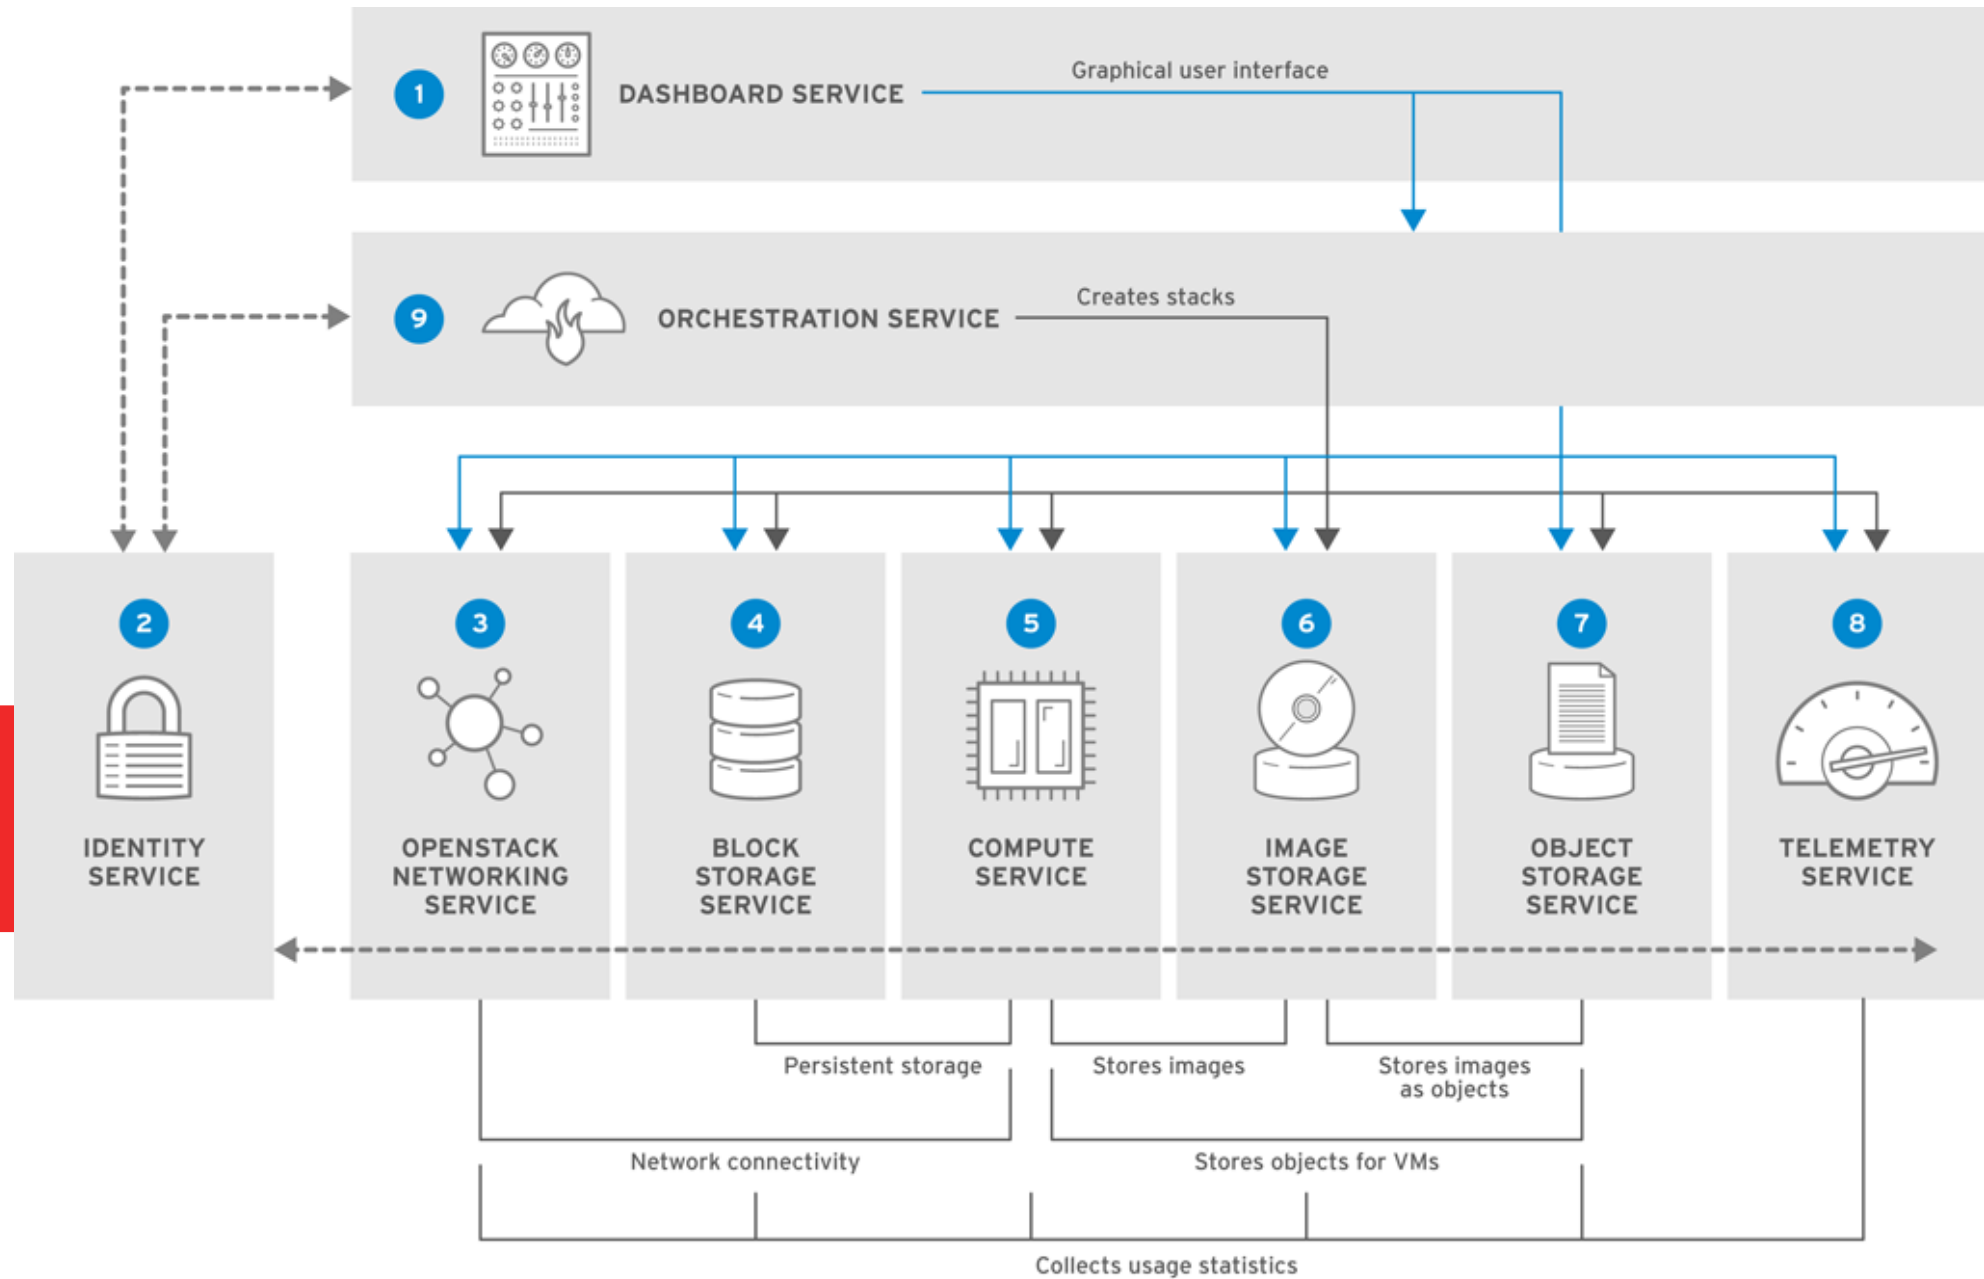 1
DASHBOARD SERVICE
Graphical user interface
9
ORCHESTRATION SERVICE
Creates stacks
2
IDENTITY
SERVICE
3
OPENSTACK
NETWORKING
SERVICE
4
BLOCK
STORAGE
SERVICE
5
COMPUTE
SERVICE
6
IMAGE
STORAGE
SERVICE
7
OBJECT
STORAGE
SERVICE
8
TELEMETRY
SERVICE
Persistent storage
Stores images
Stores images
as objects
Network connectivity
Stores objects for VMs
Collects usage statistics